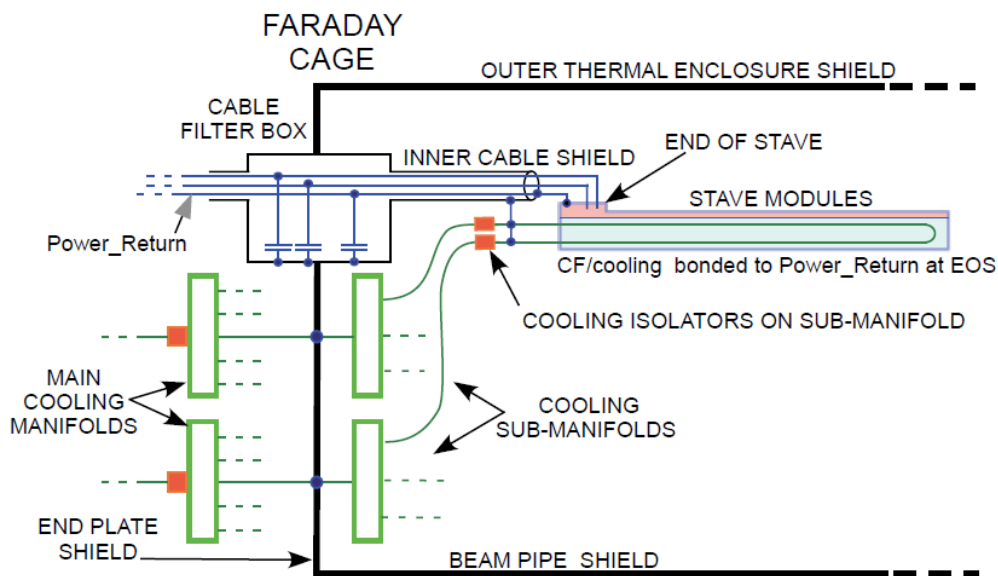 FARADAY
CAGE
OUTER THERMAL ENCLOSURE SHIELD
CABLE
FILTER BOX
INNER CABLE SHIELD
END OF STAVE
STAVE MODULES
Power_Return
CF/cooling bonded to Power_Return at EOS
COOLING ISOLATORS ON SUB-MANIFOLD
MAIN
COOLING
MANIFOLDS
COOLING
SUB-MANIFOLDS
END PLATE
SHIELD
BEAM PIPE SHIELD